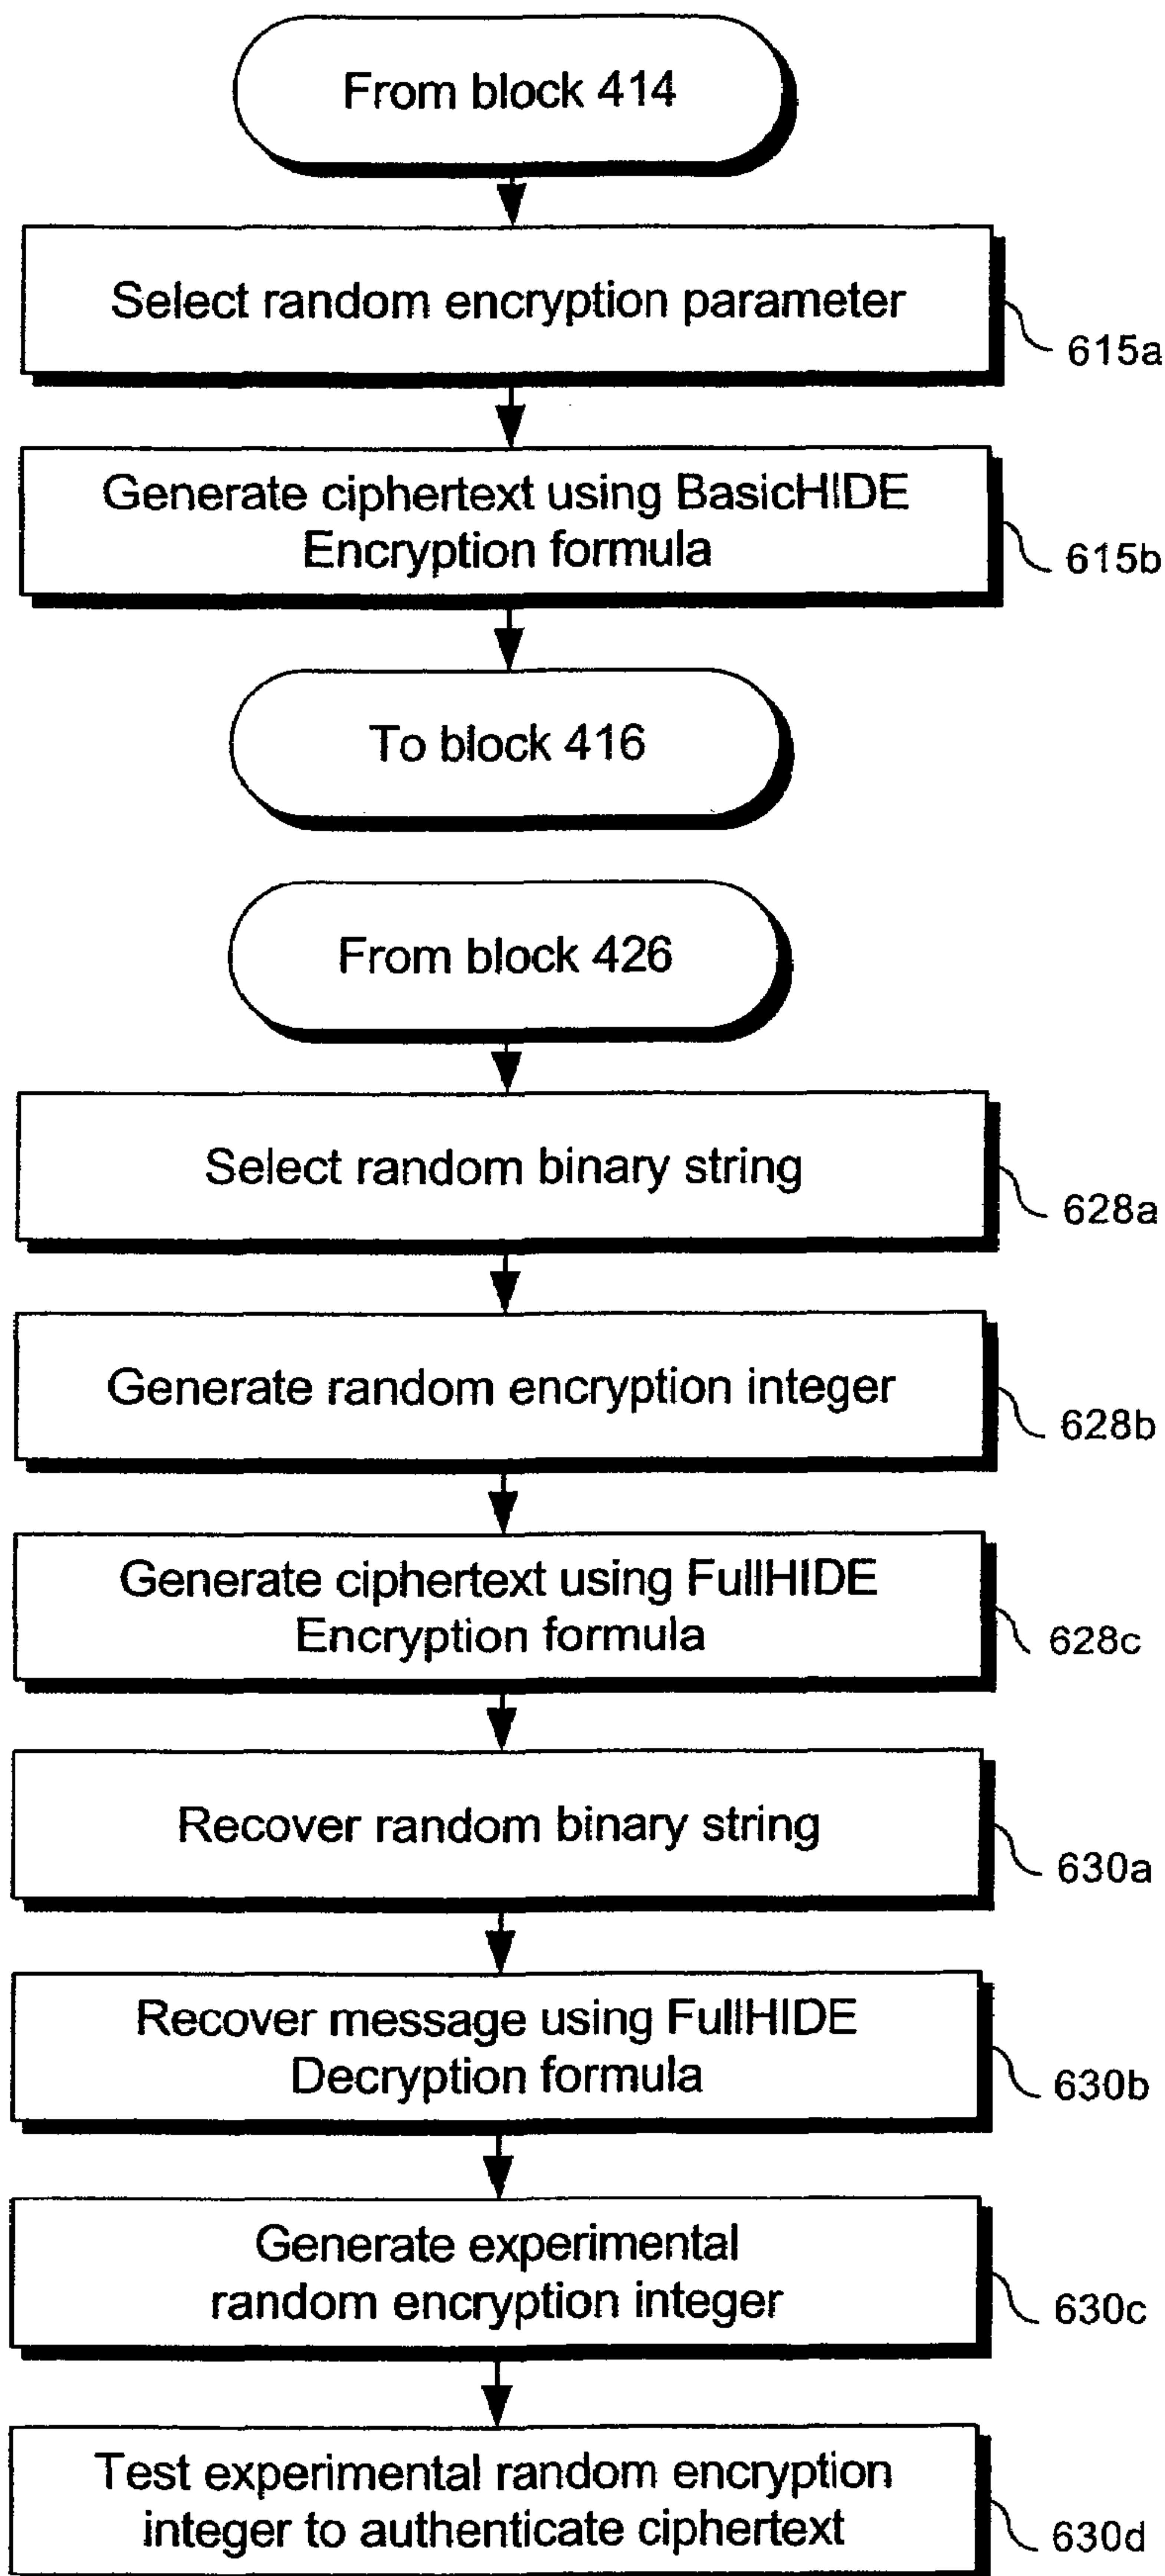 From block 414
Select random encryption parameter
615a
Generate ciphertext using BasicHIDE
Encryption formula
615b
To block 416
From block 426
Select random binary string
628a
Generate random encryption integer
628b
Generate ciphertext using FullHIDE
Encryption formula
628c
Recover random binary string
630a
Recover message using FullHIDE
Decryption formula
630b
Generate experimental
random encryption integer
630c
Test experimental random encryption
integer to authenticate ciphertext
630d